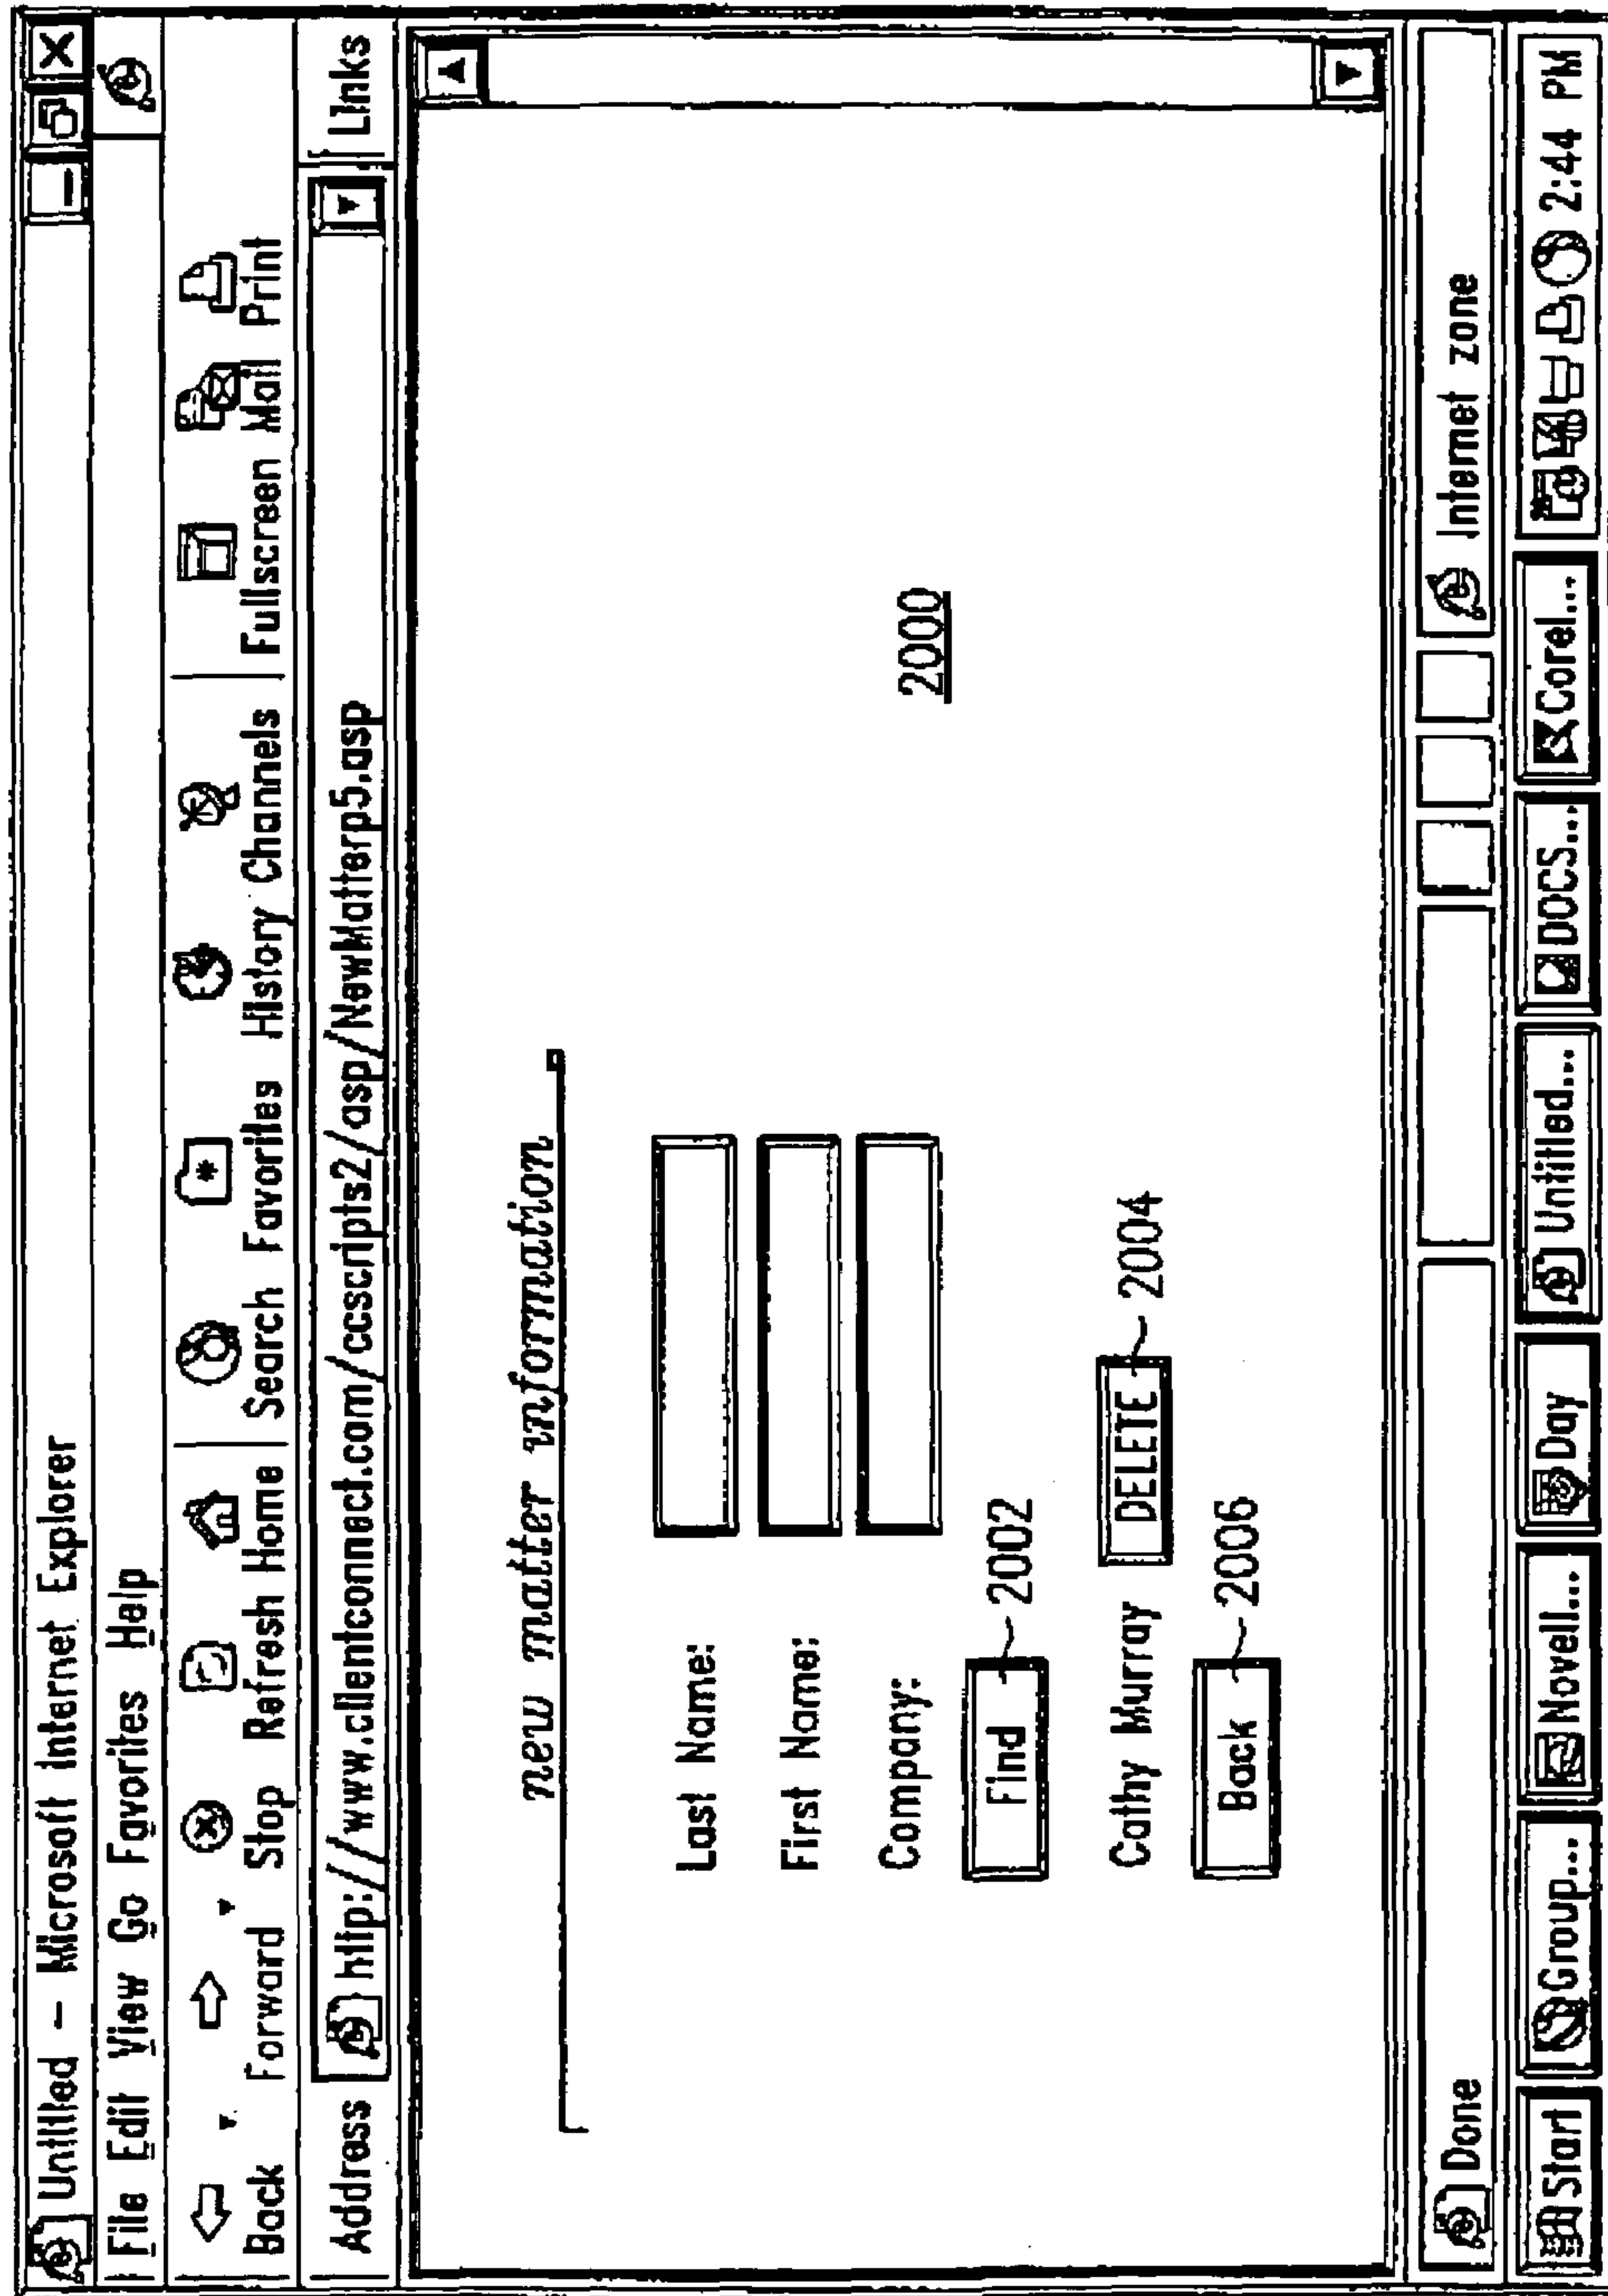 Untitled - Microsoft Internet Explorer
File Edit View Go Favorites Help
Back Forward Stop Refresh Home Search Favorites History Channels Fullscreen Mail Print
Address http://www.clientconnect.com/ccscripts2/asp/NewMatterp5.asp Links
new matter information
Last Name:
First Name:
Company:
Find 2002
2000
Cathy Murray DELETE 2004
Back 2006
Done Internet zone
Start Group... Novell... Day Untitled... DOCS... Corel... 2:44 PM